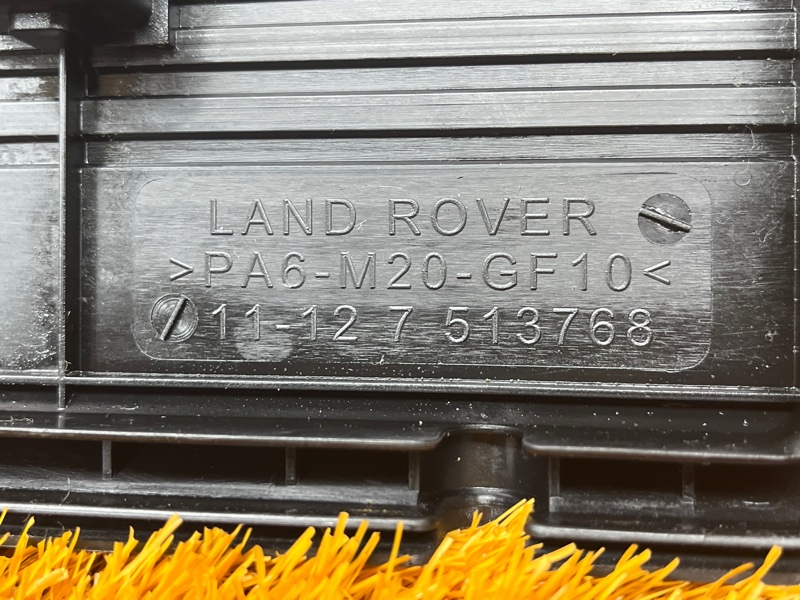 LAND ROVER
>PA6-M20-GF10<
11-12 7 513768